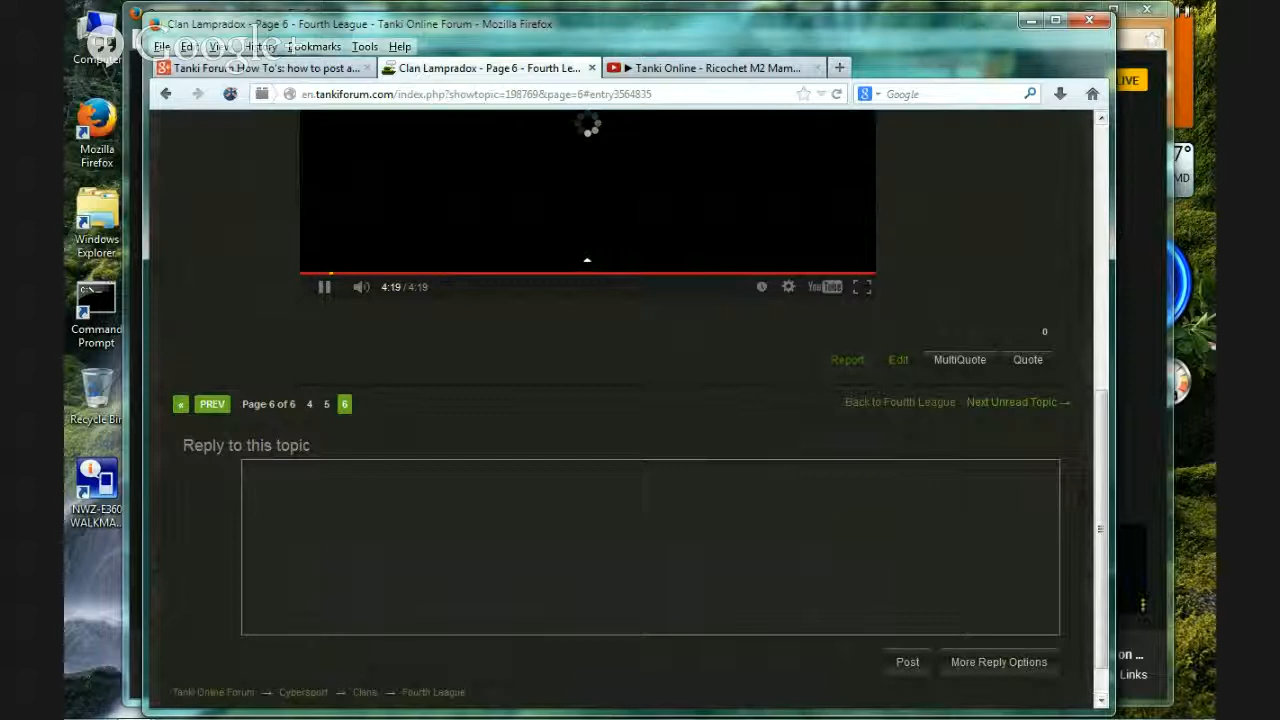 Clan Lampradox - Page 6 - Fourth League - Tanki Online Forum - Mozilla Firefox
File Edit View History Bookmarks Tools Help
Google+
Tanki Forum How To's: how to post a...
Clan Lampradox - Page 6 - Fourth Le...
▶ Tanki Online - Ricochet M2 Mam...
en.tankiforum.com/index.php?showtopic=198769&page=6#entry3564835
Google
LIVE
Computer
Mozilla
Firefox
Windows
Explorer
Command
Prompt
Recycle Bin
NWZ-E360
WALKMA...
7°
MD
4:19 / 4:19
YouTube
0
Report Edit MultiQuote Quote
« PREV Page 6 of 6 4 5 6
Back to Fourth League Next Unread Topic →
Reply to this topic
Post More Reply Options
Tanki Online Forum → Cybersport → Clans → Fourth League
on ...
Links